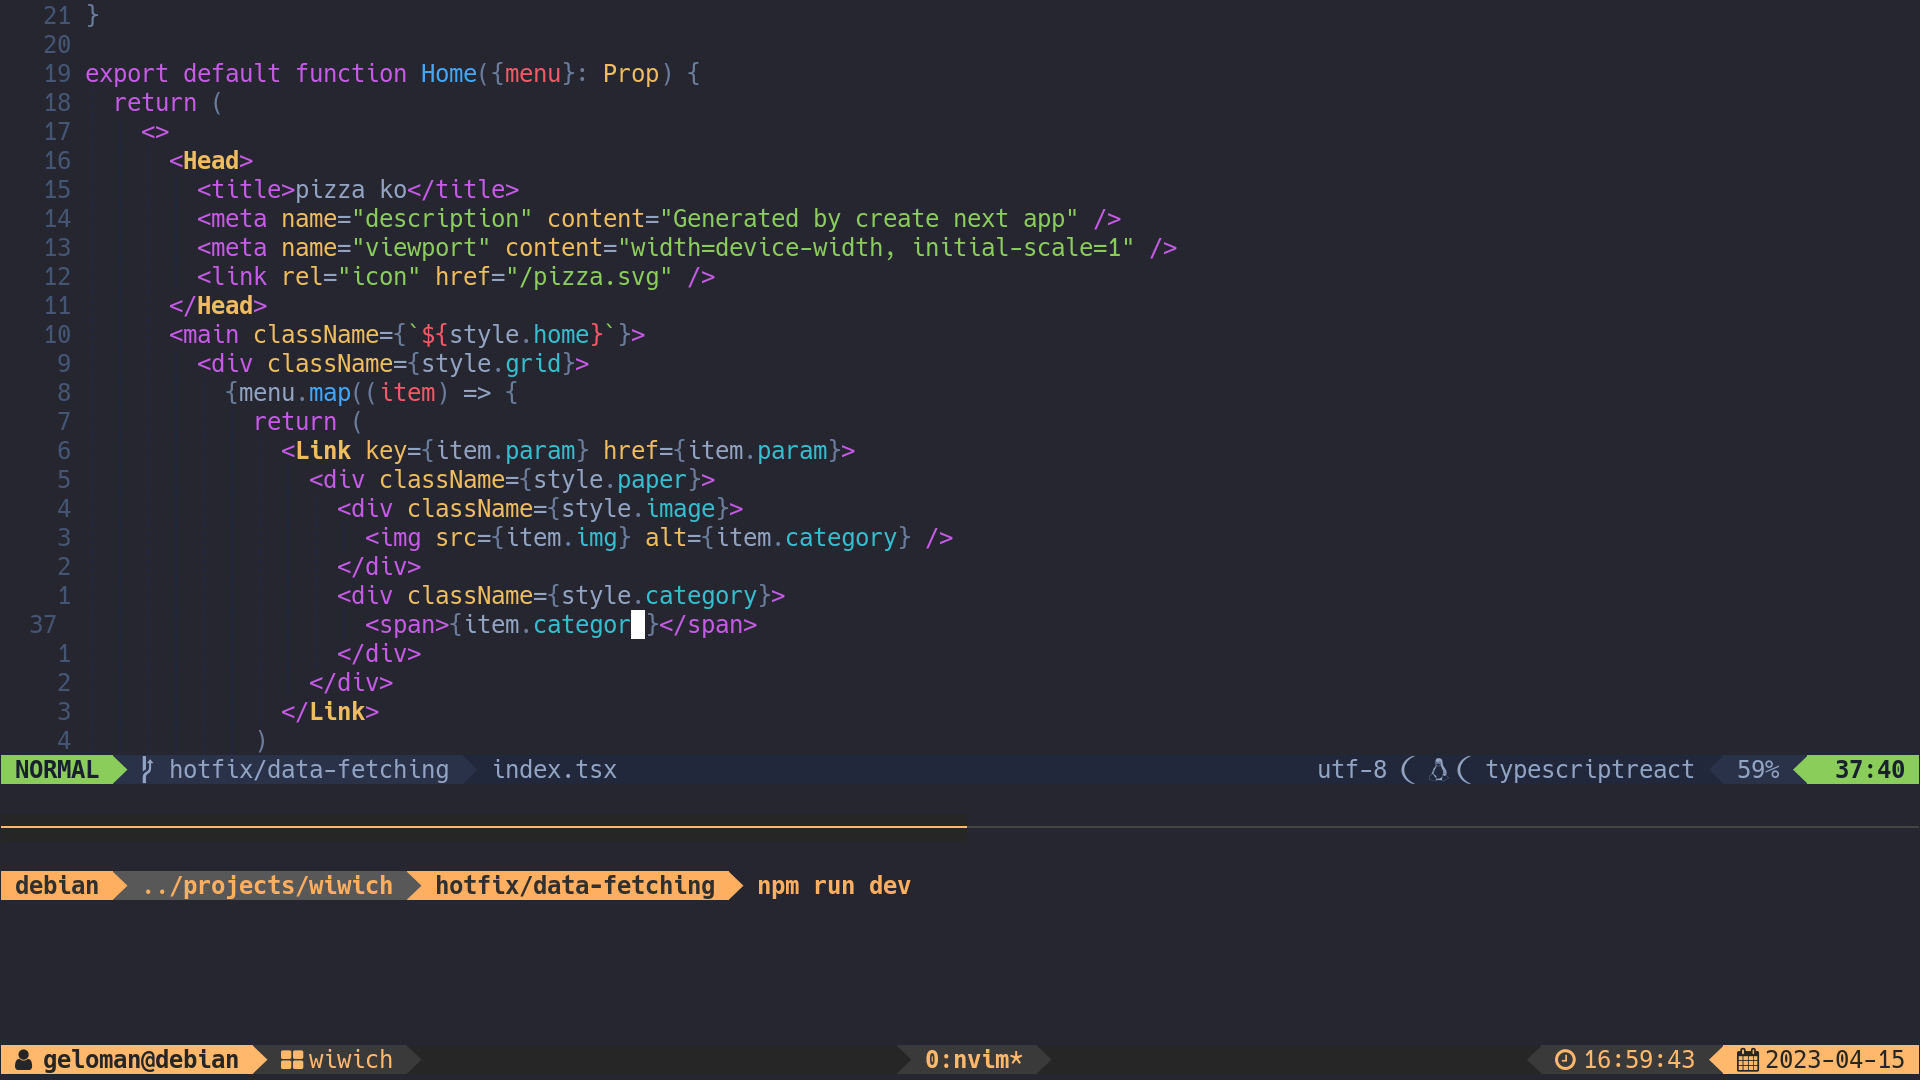 21 }
20
19 export default function Home({menu}: Prop) {
18   return (
17     <>
16       <Head>
15         <title>pizza ko</title>
14         <meta name="description" content="Generated by create next app" />
13         <meta name="viewport" content="width=device-width, initial-scale=1" />
12         <link rel="icon" href="/pizza.svg" />
11       </Head>
10       <main className={`${style.home}`}>
9         <div className={style.grid}>
8           {menu.map((item) => {
7             return (
6               <Link key={item.param} href={item.param}>
5                 <div className={style.paper}>
4                   <div className={style.image}>
3                     <img src={item.img} alt={item.category} />
2                   </div>
1                   <div className={style.category}>
37                     <span>{item.categor }</span>
1                   </div>
2                 </div>
3               </Link>
4             )
NORMAL hotfix/data-fetching index.tsx utf-8 typescriptreact 59% 37:40
debian ../projects/wiwich hotfix/data-fetching npm run dev
geloman@debian wiwich 0:nvim* 16:59:43 2023-04-15